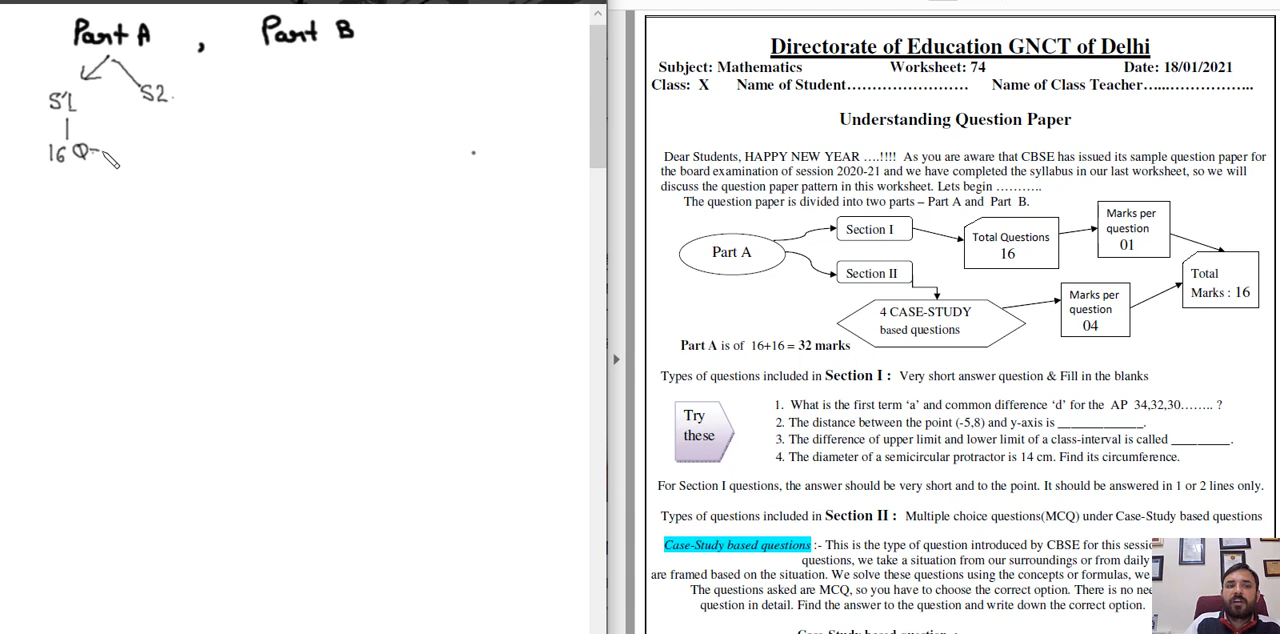 Part A , Part B
S1 S2.
16 Q-
Directorate of Education GNCT of Delhi
Subject: Mathematics Worksheet: 74 Date: 18/01/2021
Class: X Name of Student…………………… Name of Class Teacher…..……………..
Understanding Question Paper
Dear Students, HAPPY NEW YEAR ….!!!! As you are aware that CBSE has issued its sample question paper for
the board examination of session 2020-21 and we have completed the syllabus in our last worksheet, so we will
discuss the question paper pattern in this worksheet. Lets begin ………..
The question paper is divided into two parts – Part A and Part B.
Part A
Section I
Total Questions
16
Marks per
question
01
Section II
4 CASE-STUDY
based questions
Marks per
question
04
Total
Marks : 16
Part A is of 16+16 = 32 marks
Types of questions included in Section I : Very short answer question & Fill in the blanks
Try
these
1. What is the first term ‘a’ and common difference ‘d’ for the AP 34,32,30…….. ?
2. The distance between the point (-5,8) and y-axis is _____________.
3. The difference of upper limit and lower limit of a class-interval is called _________.
4. The diameter of a semicircular protractor is 14 cm. Find its circumference.
For Section I questions, the answer should be very short and to the point. It should be answered in 1 or 2 lines only.
Types of questions included in Section II : Multiple choice questions(MCQ) under Case-Study based questions
Case-Study based questions :- This is the type of question introduced by CBSE for this
questions, we take a situation from our surroundings or from daily
are framed based on the situation. We solve these questions using the concepts or formulas, we
The questions asked are MCQ, so you have to choose the correct option. There is no
question in detail. Find the answer to the question and write down the correct option.